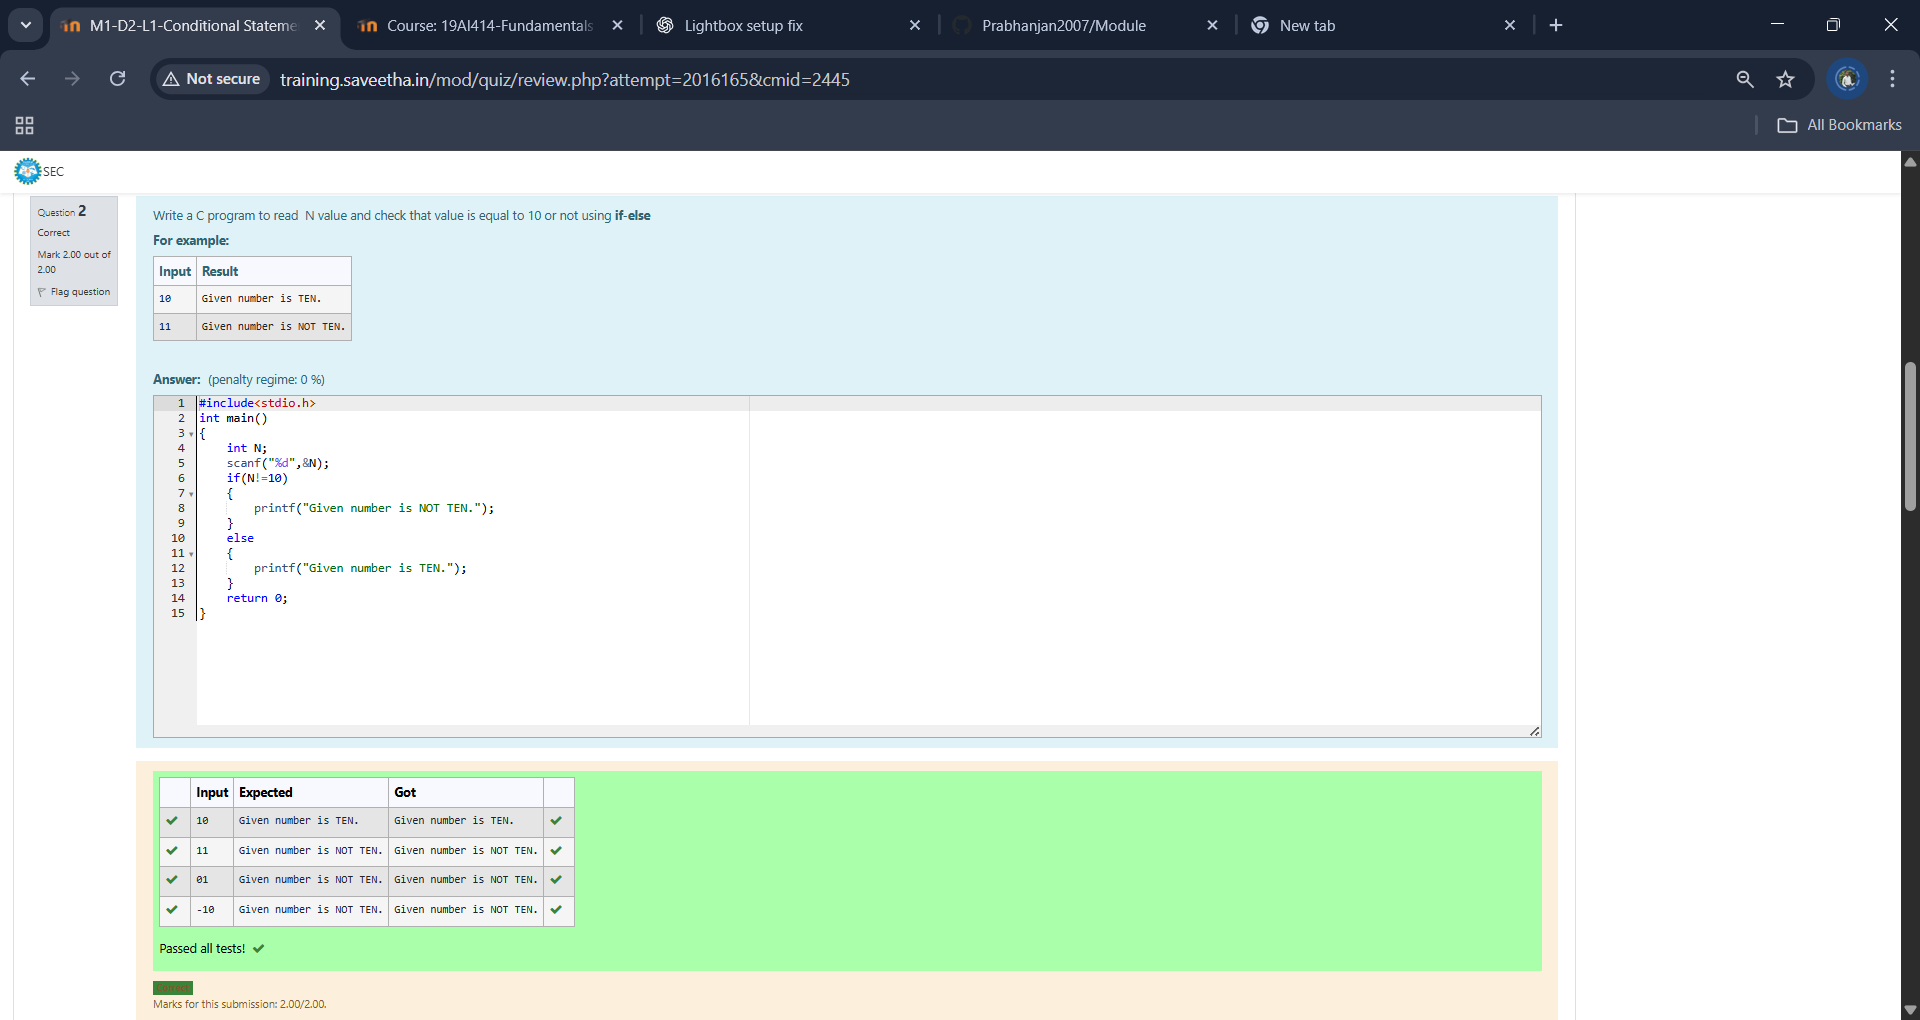 M1-D2-L1-Conditional Stateme
Course: 19AI414-Fundamentals
Lightbox setup fix
Prabhanjan2007/Module
New tab
Not secure
training.saveetha.in/mod/quiz/review.php?attempt=2016165&cmid=2445
All Bookmarks
SEC
Question 2
Correct
Mark 2.00 out of
2.00
Flag question
Write a C program to read  N value and check that value is equal to 10 or not using if-else
For example:
Input Result
10 Given number is TEN.
11 Given number is NOT TEN.
Answer: (penalty regime: 0 %)
1 #include<stdio.h>
2 int main()
3 {
4 int N;
5 scanf("%d",&N);
6 if(N!=10)
7 {
8 printf("Given number is NOT TEN.");
9 }
10 else
11 {
12 printf("Given number is TEN.");
13 }
14 return 0;
15 }
Input Expected Got
10 Given number is TEN. Given number is TEN.
11 Given number is NOT TEN. Given number is NOT TEN.
01 Given number is NOT TEN. Given number is NOT TEN.
-10 Given number is NOT TEN. Given number is NOT TEN.
Passed all tests!
Correct
Marks for this submission: 2.00/2.00.